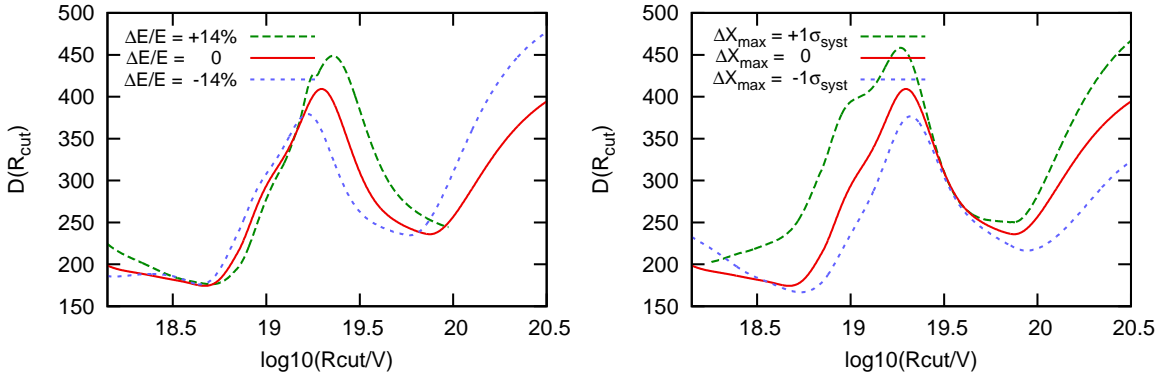 500
450
400
350
300
250
200
150
D(R_cut)
18.5
19
19.5
20
20.5
log10(Rcut/V)
ΔE/E = +14%
ΔE/E = 0
ΔE/E = -14%
500
450
400
350
300
250
200
150
D(R_cut)
18.5
19
19.5
20
20.5
log10(Rcut/V)
ΔX_max = +1σ_syst
ΔX_max = 0
ΔX_max = -1σ_syst